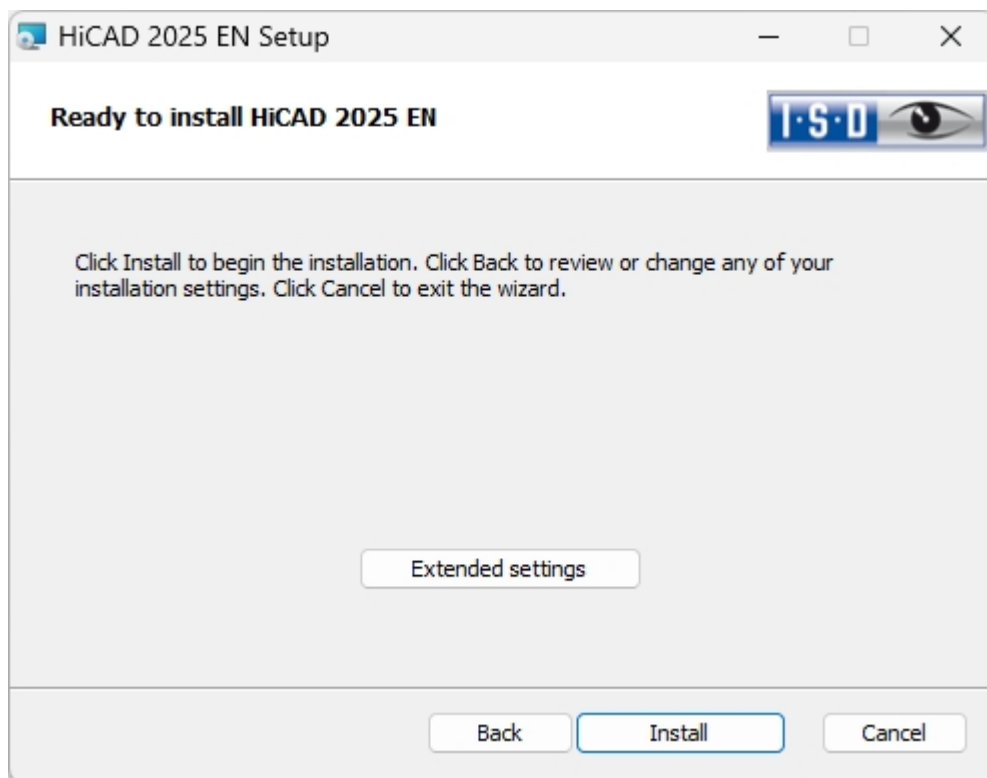 HiCAD 2025 EN Setup
Ready to install HiCAD 2025 EN
I·S·D
Click Install to begin the installation. Click Back to review or change any of your
installation settings. Click Cancel to exit the wizard.
Extended settings
Back
Install
Cancel